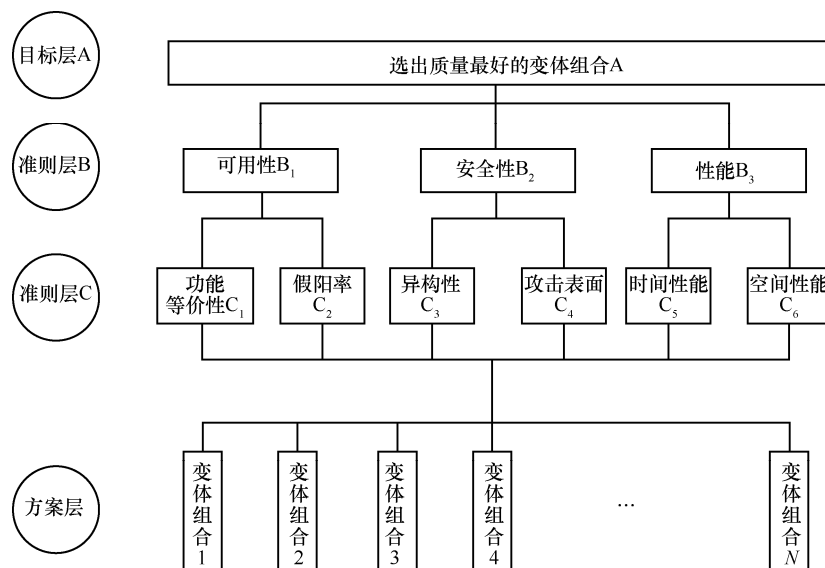 目标层A
选出质量最好的变体组合A
准则层B
可用性B₁
安全性B₂
性能B₃
准则层C
功能
等价性C₁
假阳率
C₂
异构性
C₃
攻击表面
C₄
时间性能
C₅
空间性能
C₆
方案层
变体组合1
变体组合2
变体组合3
变体组合4
...
变体组合N